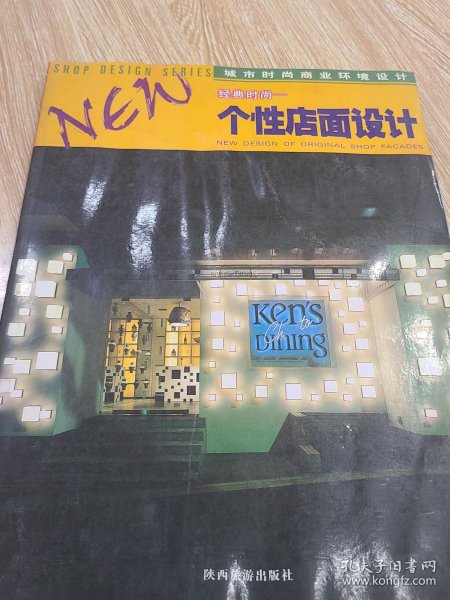 SHOP DESIGN SERIES
城市时尚商业环境设计
NEW
经典时尚一
个性店面设计
NEW DESIGN OF ORIGINAL SHOP FACADES
Ken's
Chanto
Dining
陕西旅游出版社
孔夫子旧书网
www.kongfz.com